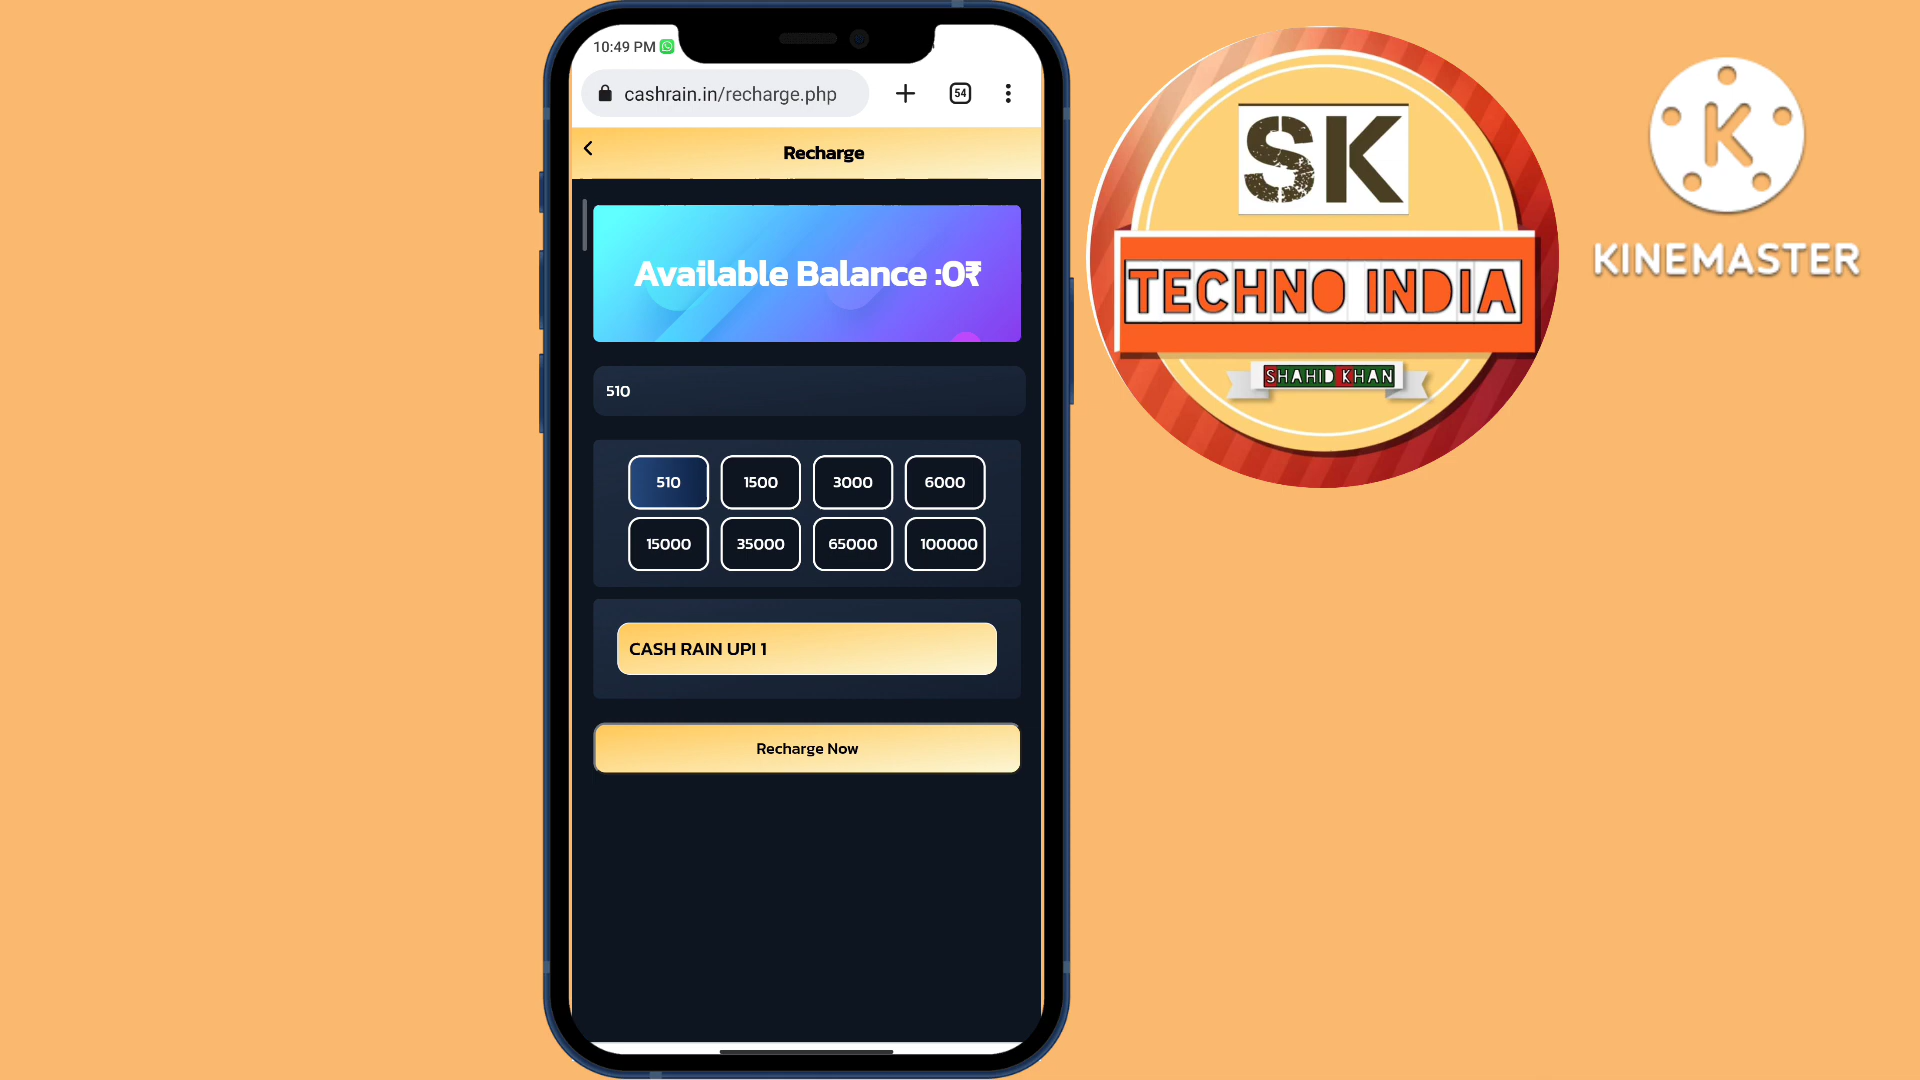 10:49 PM
cashrain.in/recharge.php
54
Recharge
Available Balance :0₹
510
510 1500 3000 6000
15000 35000 65000 100000
CASH RAIN UPI 1
Recharge Now
SK
TECHNO INDIA
SHAHID KHAN
K
KINEMASTER